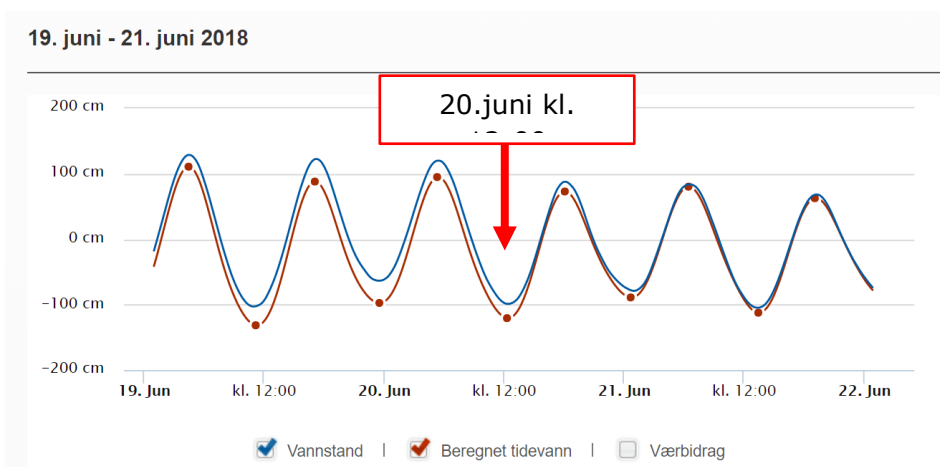 19. juni - 21. juni 2018
20.juni kl.
200 cm
100 cm
0 cm
-100 cm
-200 cm
19. Jun kl. 12:00 20. Jun kl. 12:00 21. Jun kl. 12:00 22. Jun
Vannstand | Beregnet tidevann | Værbidrag